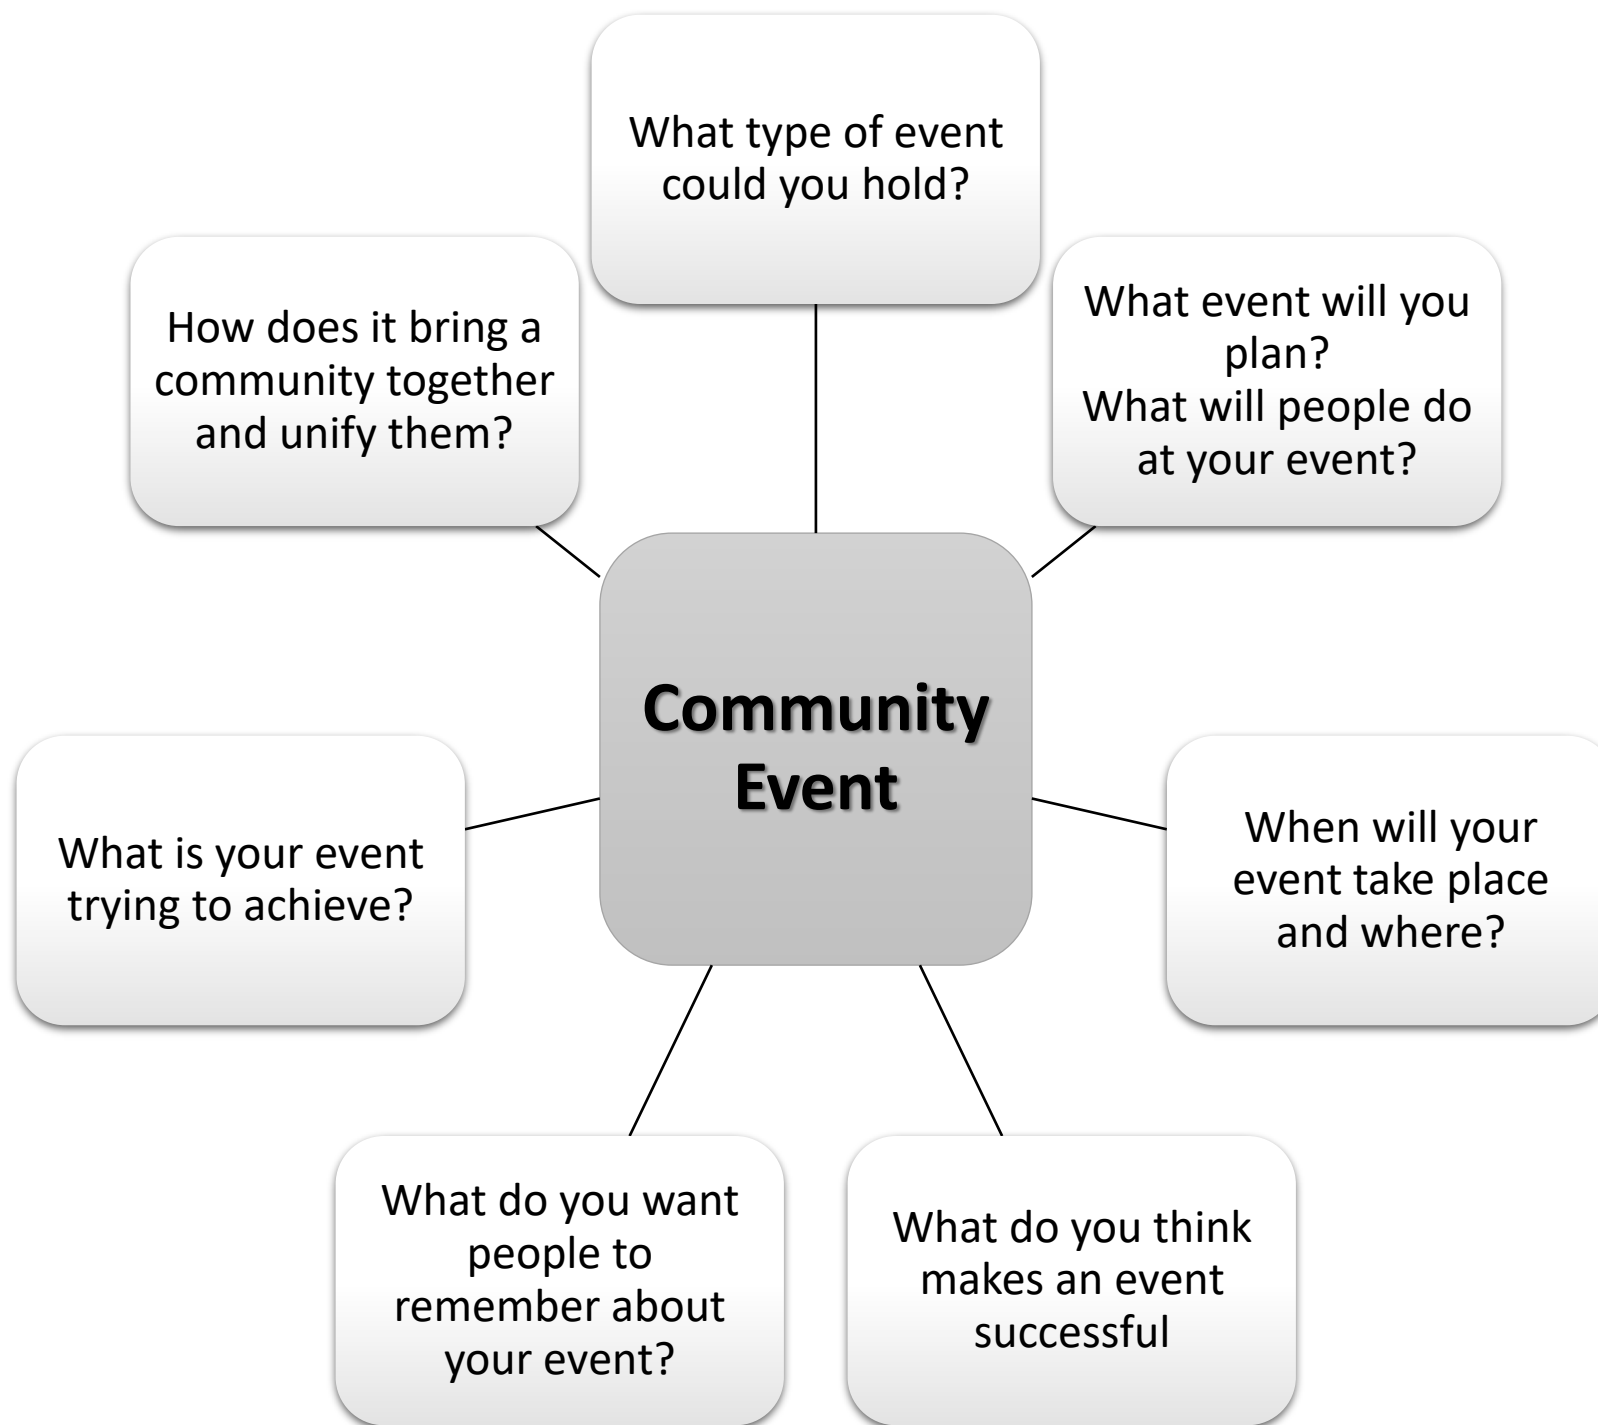 What type of event
could you hold?
What event will you
plan?
What will people do
at your event?
When will your
event take place
and where?
What do you think
makes an event
successful
What do you want
people to
remember about
your event?
What is your event
trying to achieve?
How does it bring a
community together
and unify them?
Community
Event